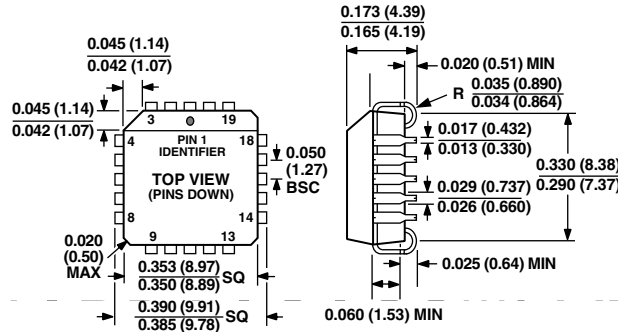 0.173 (4.39)
0.165 (4.19)
0.045 (1.14)
0.042 (1.07)
0.020 (0.51) MIN
R
0.035 (0.890)
0.034 (0.864)
0.045 (1.14)
0.042 (1.07)
3
19
4
PIN 1
IDENTIFIER
18
TOP VIEW
(PINS DOWN)
0.050
(1.27)
BSC
0.017 (0.432)
0.013 (0.330)
0.330 (8.38)
0.290 (7.37)
0.029 (0.737)
0.026 (0.660)
8
14
9
13
0.020
(0.50)
MAX
0.353 (8.97)
0.350 (8.89)
SQ
0.025 (0.64) MIN
0.390 (9.91)
0.385 (9.78)
SQ
0.060 (1.53) MIN